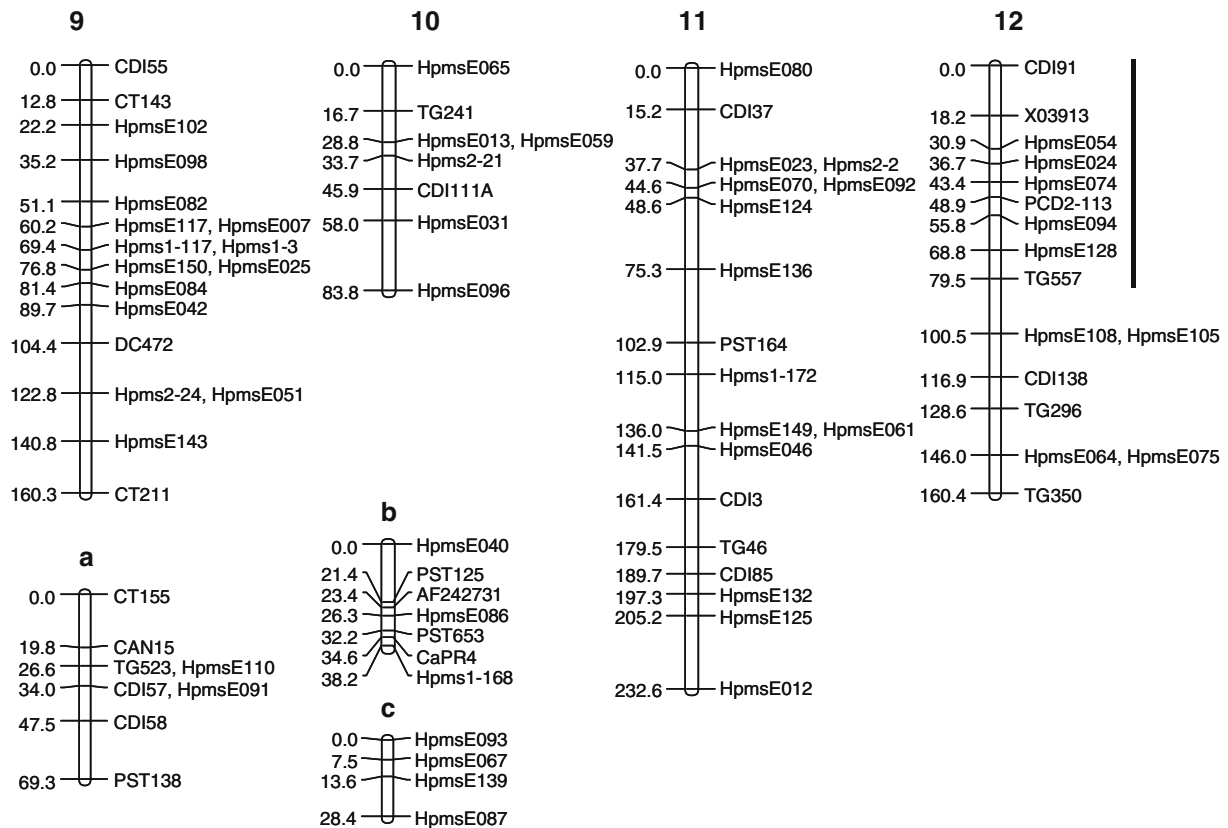 9
0.0 CDI55
12.8 CT143
22.2 HpmsE102
35.2 HpmsE098
51.1 HpmsE082
60.2 HpmsE117, HpmsE007
69.4 Hpms1-117, Hpms1-3
76.8 HpmsE150, HpmsE025
81.4 HpmsE084
89.7 HpmsE042
104.4 DC472
122.8 Hpms2-24, HpmsE051
140.8 HpmsE143
160.3 CT211
10
0.0 HpmsE065
16.7 TG241
28.8 HpmsE013, HpmsE059
33.7 Hpms2-21
45.9 CDI111A
58.0 HpmsE031
83.8 HpmsE096
11
0.0 HpmsE080
15.2 CDI37
37.7 HpmsE023, Hpms2-2
44.6 HpmsE070, HpmsE092
48.6 HpmsE124
75.3 HpmsE136
102.9 PST164
115.0 Hpms1-172
136.0 HpmsE149, HpmsE061
141.5 HpmsE046
161.4 CDI3
179.5 TG46
189.7 CDI85
197.3 HpmsE132
205.2 HpmsE125
232.6 HpmsE012
12
0.0 CDI91
18.2 X03913
30.9 HpmsE054
36.7 HpmsE024
43.4 HpmsE074
48.9 PCD2-113
55.8 HpmsE094
68.8 HpmsE128
79.5 TG557
100.5 HpmsE108, HpmsE105
116.9 CDI138
128.6 TG296
146.0 HpmsE064, HpmsE075
160.4 TG350
a
0.0 CT155
19.8 CAN15
26.6 TG523, HpmsE110
34.0 CDI57, HpmsE091
47.5 CDI58
69.3 PST138
b
0.0 HpmsE040
21.4 PST125
23.4 AF242731
26.3 HpmsE086
32.2 PST653
34.6 CaPR4
38.2 Hpms1-168
c
0.0 HpmsE093
7.5 HpmsE067
13.6 HpmsE139
28.4 HpmsE087